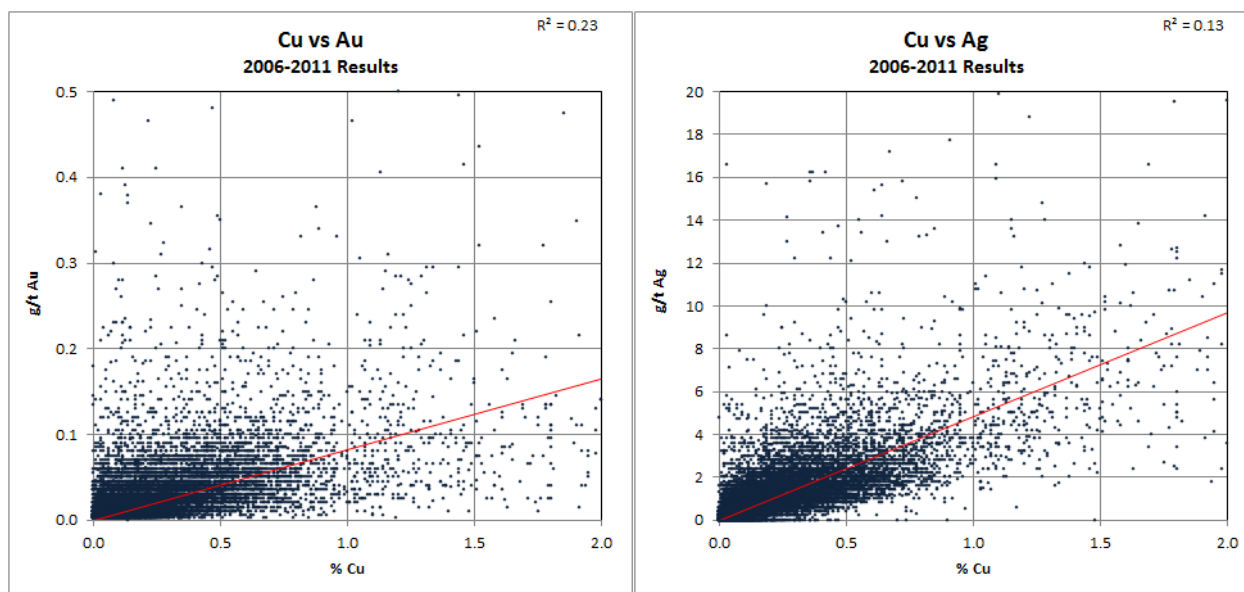 R² = 0.23
Cu vs Au
2006-2011 Results
0.5
0.4
0.3
0.2
0.1
0.0
g/t Au
0.0 0.5 1.0 1.5 2.0
% Cu
R² = 0.13
Cu vs Ag
2006-2011 Results
20
18
16
14
12
10
8
6
4
2
0
g/t Ag
0.0 0.5 1.0 1.5 2.0
% Cu